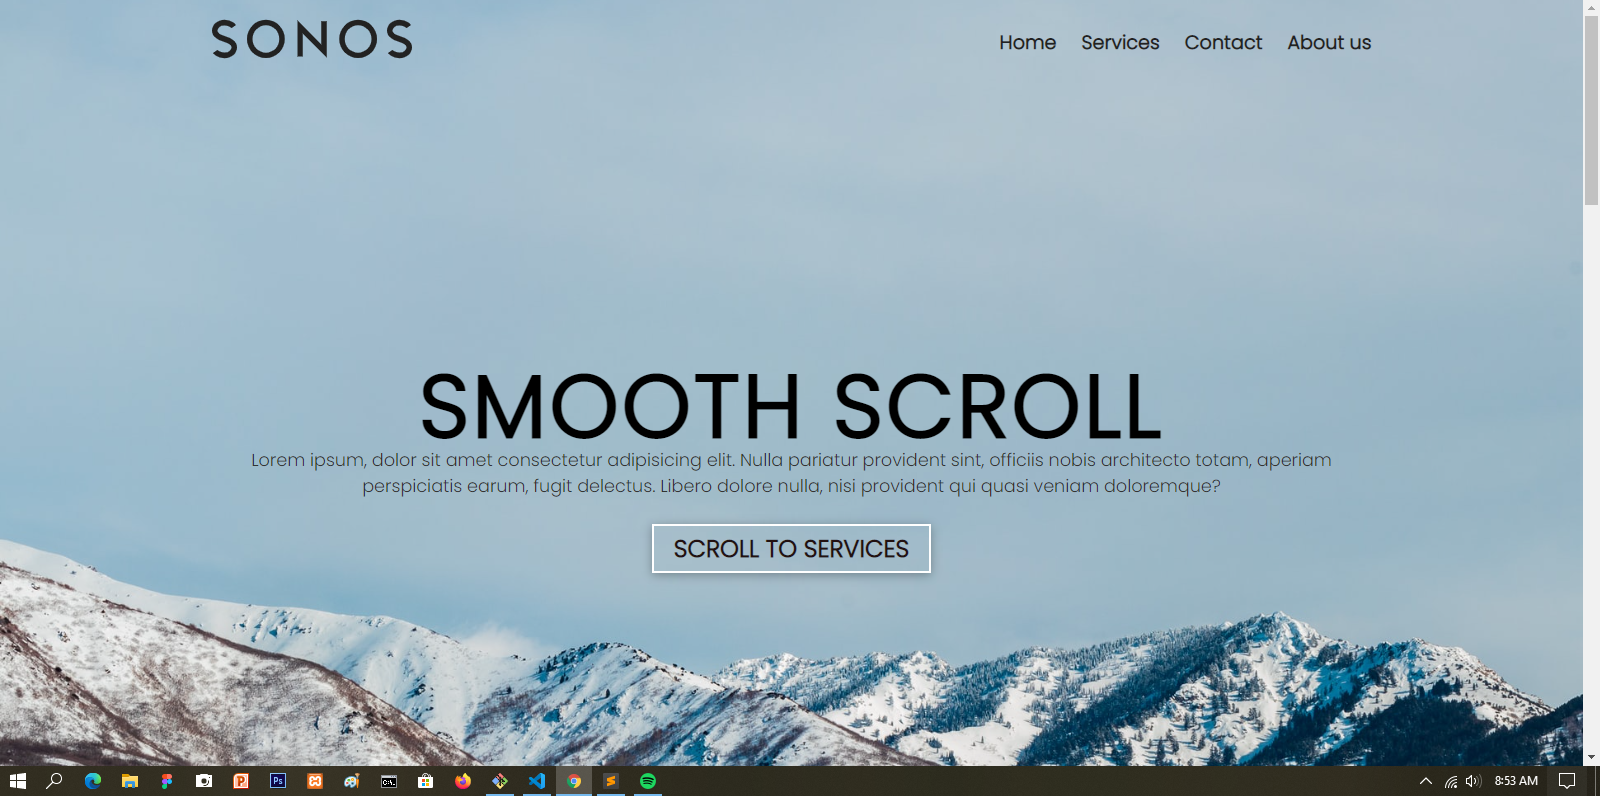 SONOS
Home Services Contact About us
SMOOTH SCROLL
Lorem ipsum, dolor sit amet consectetur adipisicing elit. Nulla pariatur provident sint, officiis nobis architecto totam, aperiam
perspiciatis earum, fugit delectus. Libero dolore nulla, nisi provident qui quasi veniam doloremque?
SCROLL TO SERVICES
8:53 AM